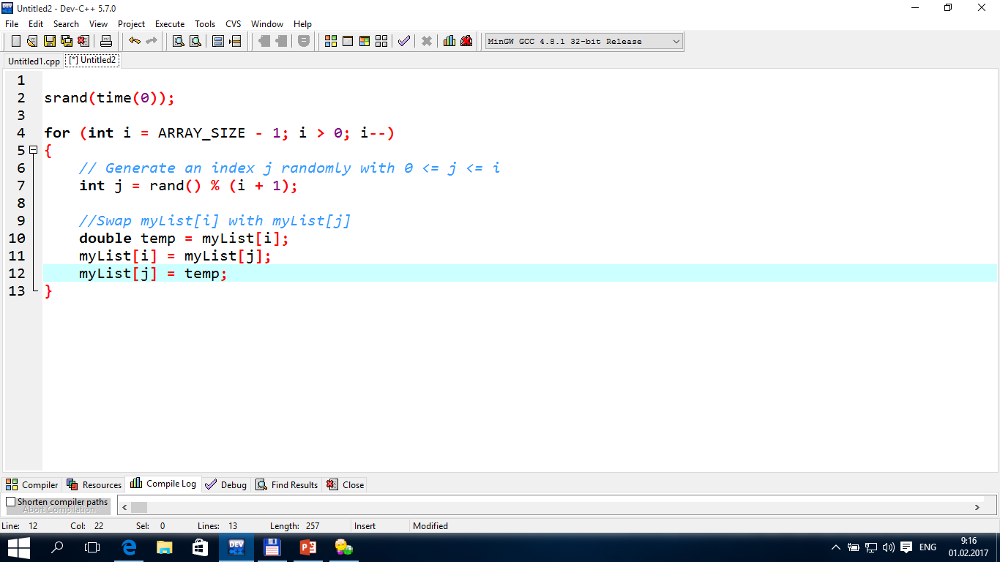 Untitled2 - Dev-C++ 5.7.0
File Edit Search View Project Execute Tools CVS Window Help
MinGW GCC 4.8.1 32-bit Release
Untitled1.cpp [*] Untitled2
1
2 srand(time(0));
3
4 for (int i = ARRAY_SIZE - 1; i > 0; i--)
5 {
6 // Generate an index j randomly with 0 <= j <= i
7 int j = rand() % (i + 1);
8
9 //Swap myList[i] with myList[j]
10 double temp = myList[i];
11 myList[i] = myList[j];
12 myList[j] = temp;
13 }
Compiler Resources Compile Log Debug Find Results Close
Shorten compiler paths
Abort Compilation
Line: 12 Col: 22 Sel: 0 Lines: 13 Length: 257 Insert Modified
DEV C++
ENG
9:16
01.02.2017